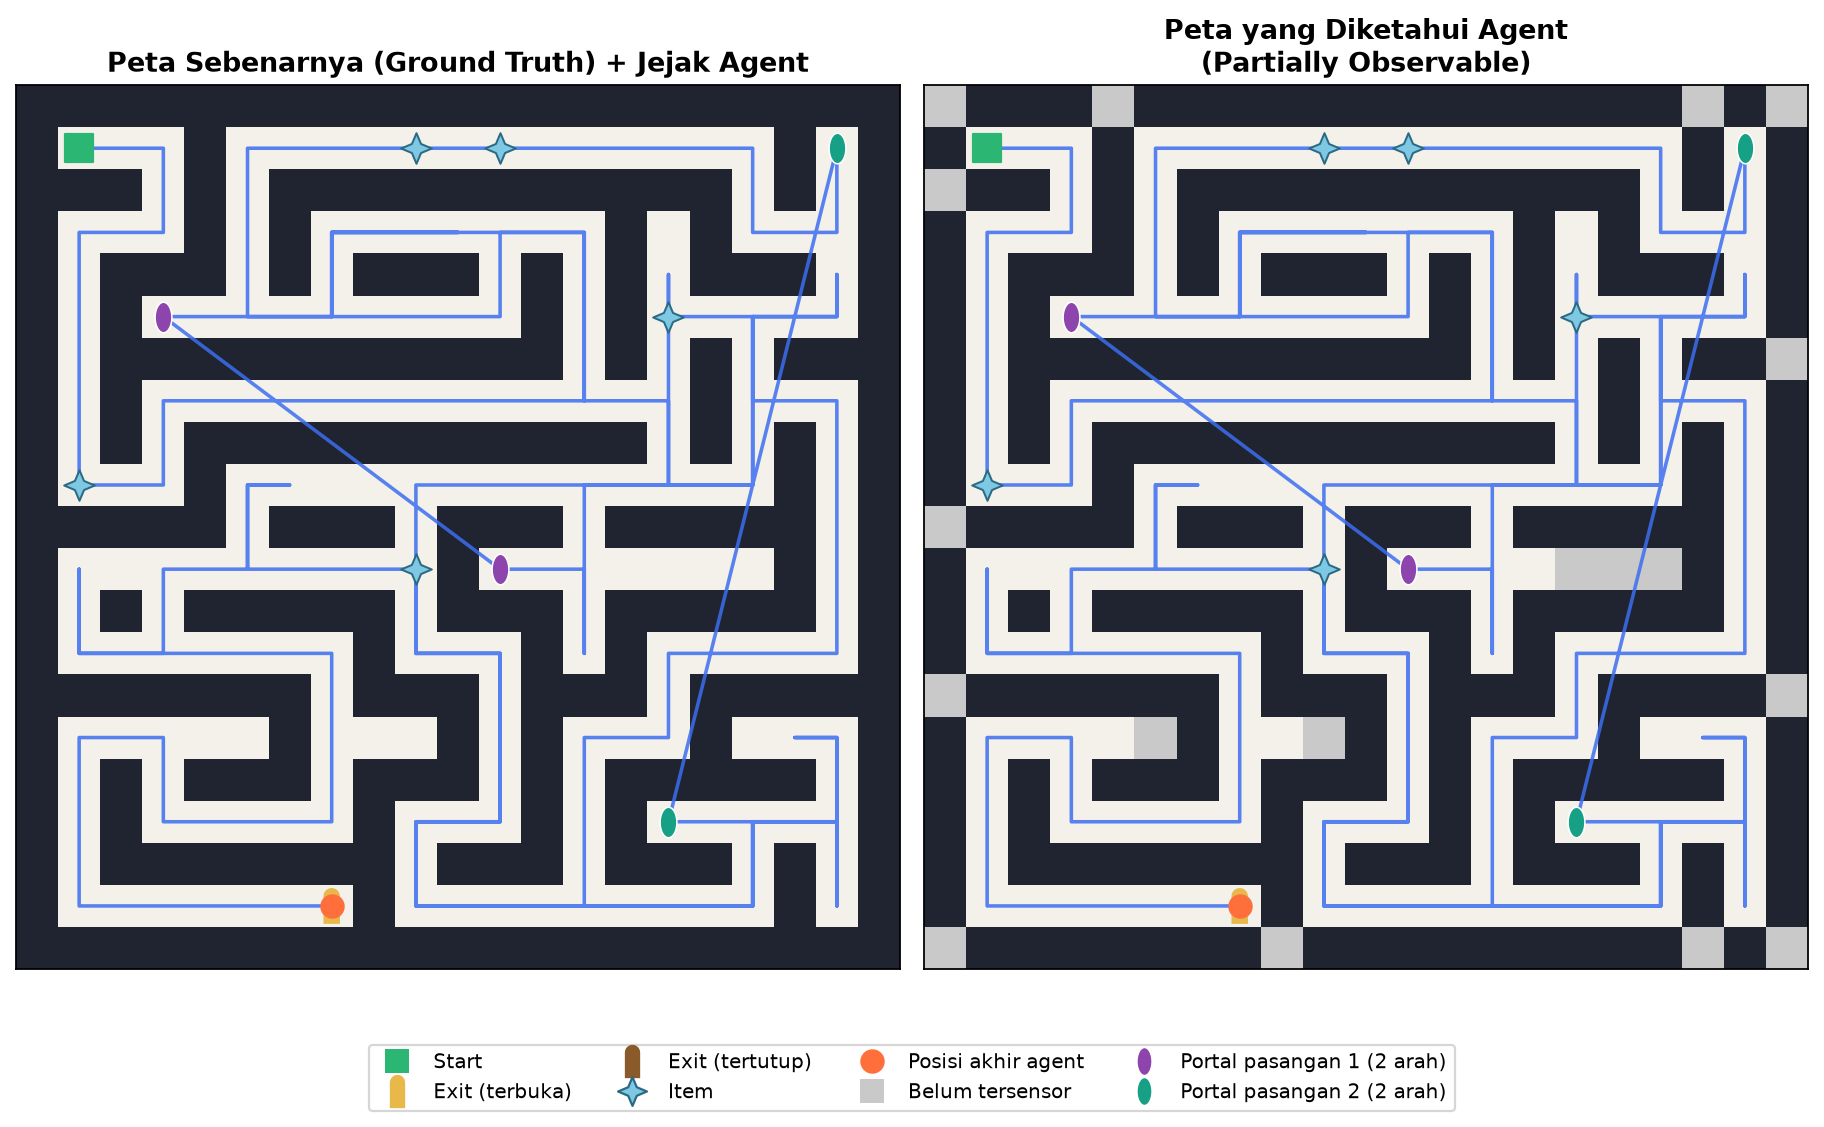 Peta Sebenarnya (Ground Truth) + Jejak Agent
Peta yang Diketahui Agent
(Partially Observable)
Start
Exit (terbuka)
Exit (tertutup)
Item
Posisi akhir agent
Belum tersensor
Portal pasangan 1 (2 arah)
Portal pasangan 2 (2 arah)